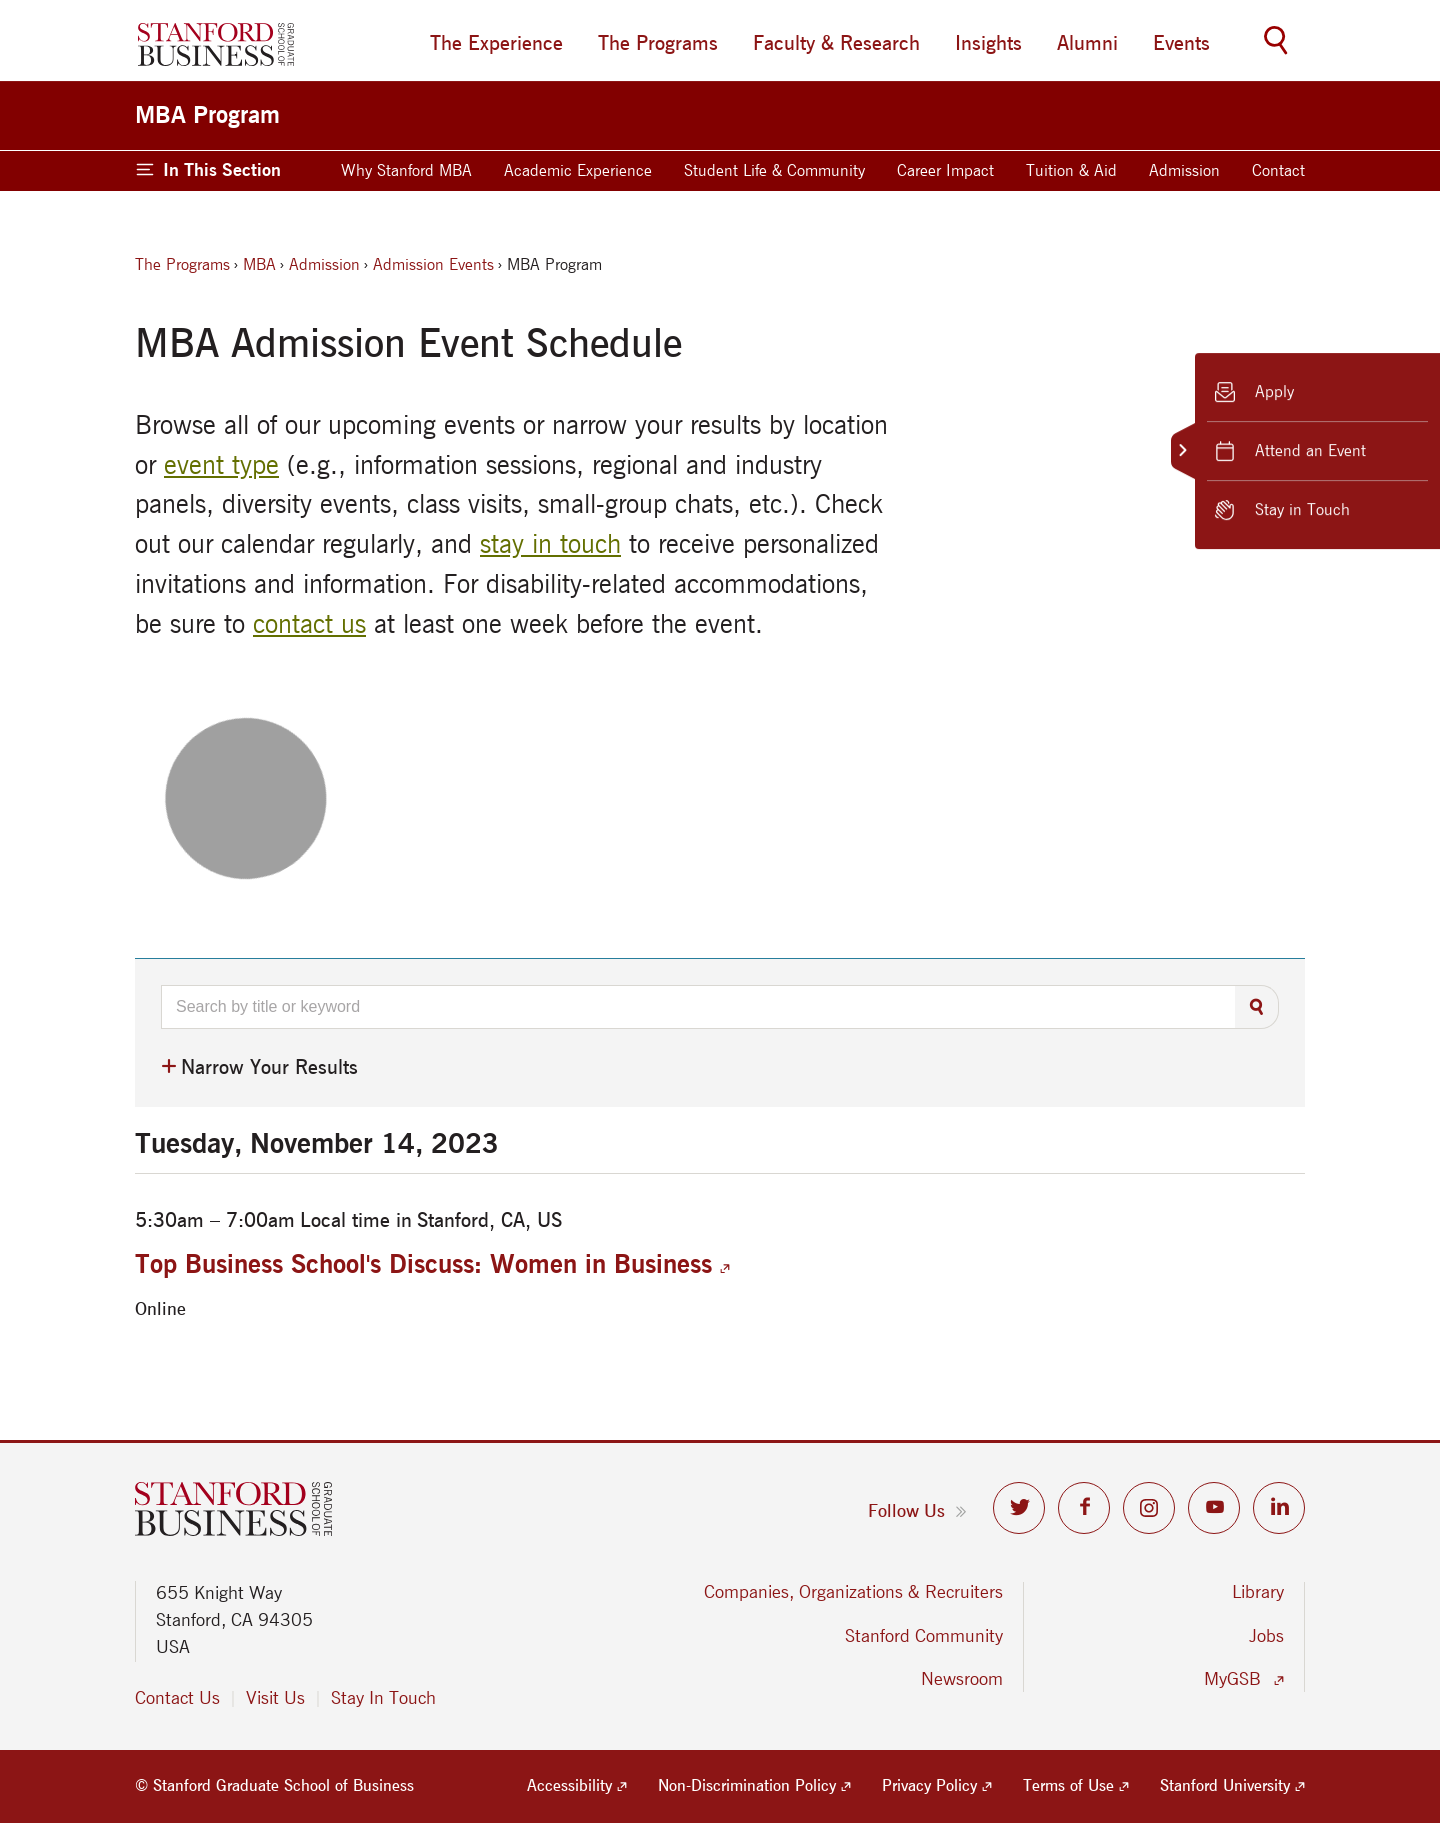 STANFORD
BUSINESS
GRADUATE
SCHOOL OF
The Experience
The Programs
Faculty & Research
Insights
Alumni
Events
MBA Program
In This Section
Why Stanford MBA
Academic Experience
Student Life & Community
Career Impact
Tuition & Aid
Admission
Contact
The Programs › MBA › Admission › Admission Events › MBA Program
MBA Admission Event Schedule
Browse all of our upcoming events or narrow your results by location
or event type (e.g., information sessions, regional and industry
panels, diversity events, class visits, small-group chats, etc.). Check
out our calendar regularly, and stay in touch to receive personalized
invitations and information. For disability-related accommodations,
be sure to contact us at least one week before the event.
Apply
Attend an Event
Stay in Touch
Search by title or keyword
Narrow Your Results
Tuesday, November 14, 2023
5:30am – 7:00am Local time in Stanford, CA, US
Top Business School's Discuss: Women in Business
Online
STANFORD
BUSINESS
GRADUATE
SCHOOL OF
Follow Us
655 Knight Way
Stanford, CA 94305
USA
Contact Us
Visit Us
Stay In Touch
Companies, Organizations & Recruiters
Stanford Community
Newsroom
Library
Jobs
MyGSB
© Stanford Graduate School of Business
Accessibility
Non-Discrimination Policy
Privacy Policy
Terms of Use
Stanford University